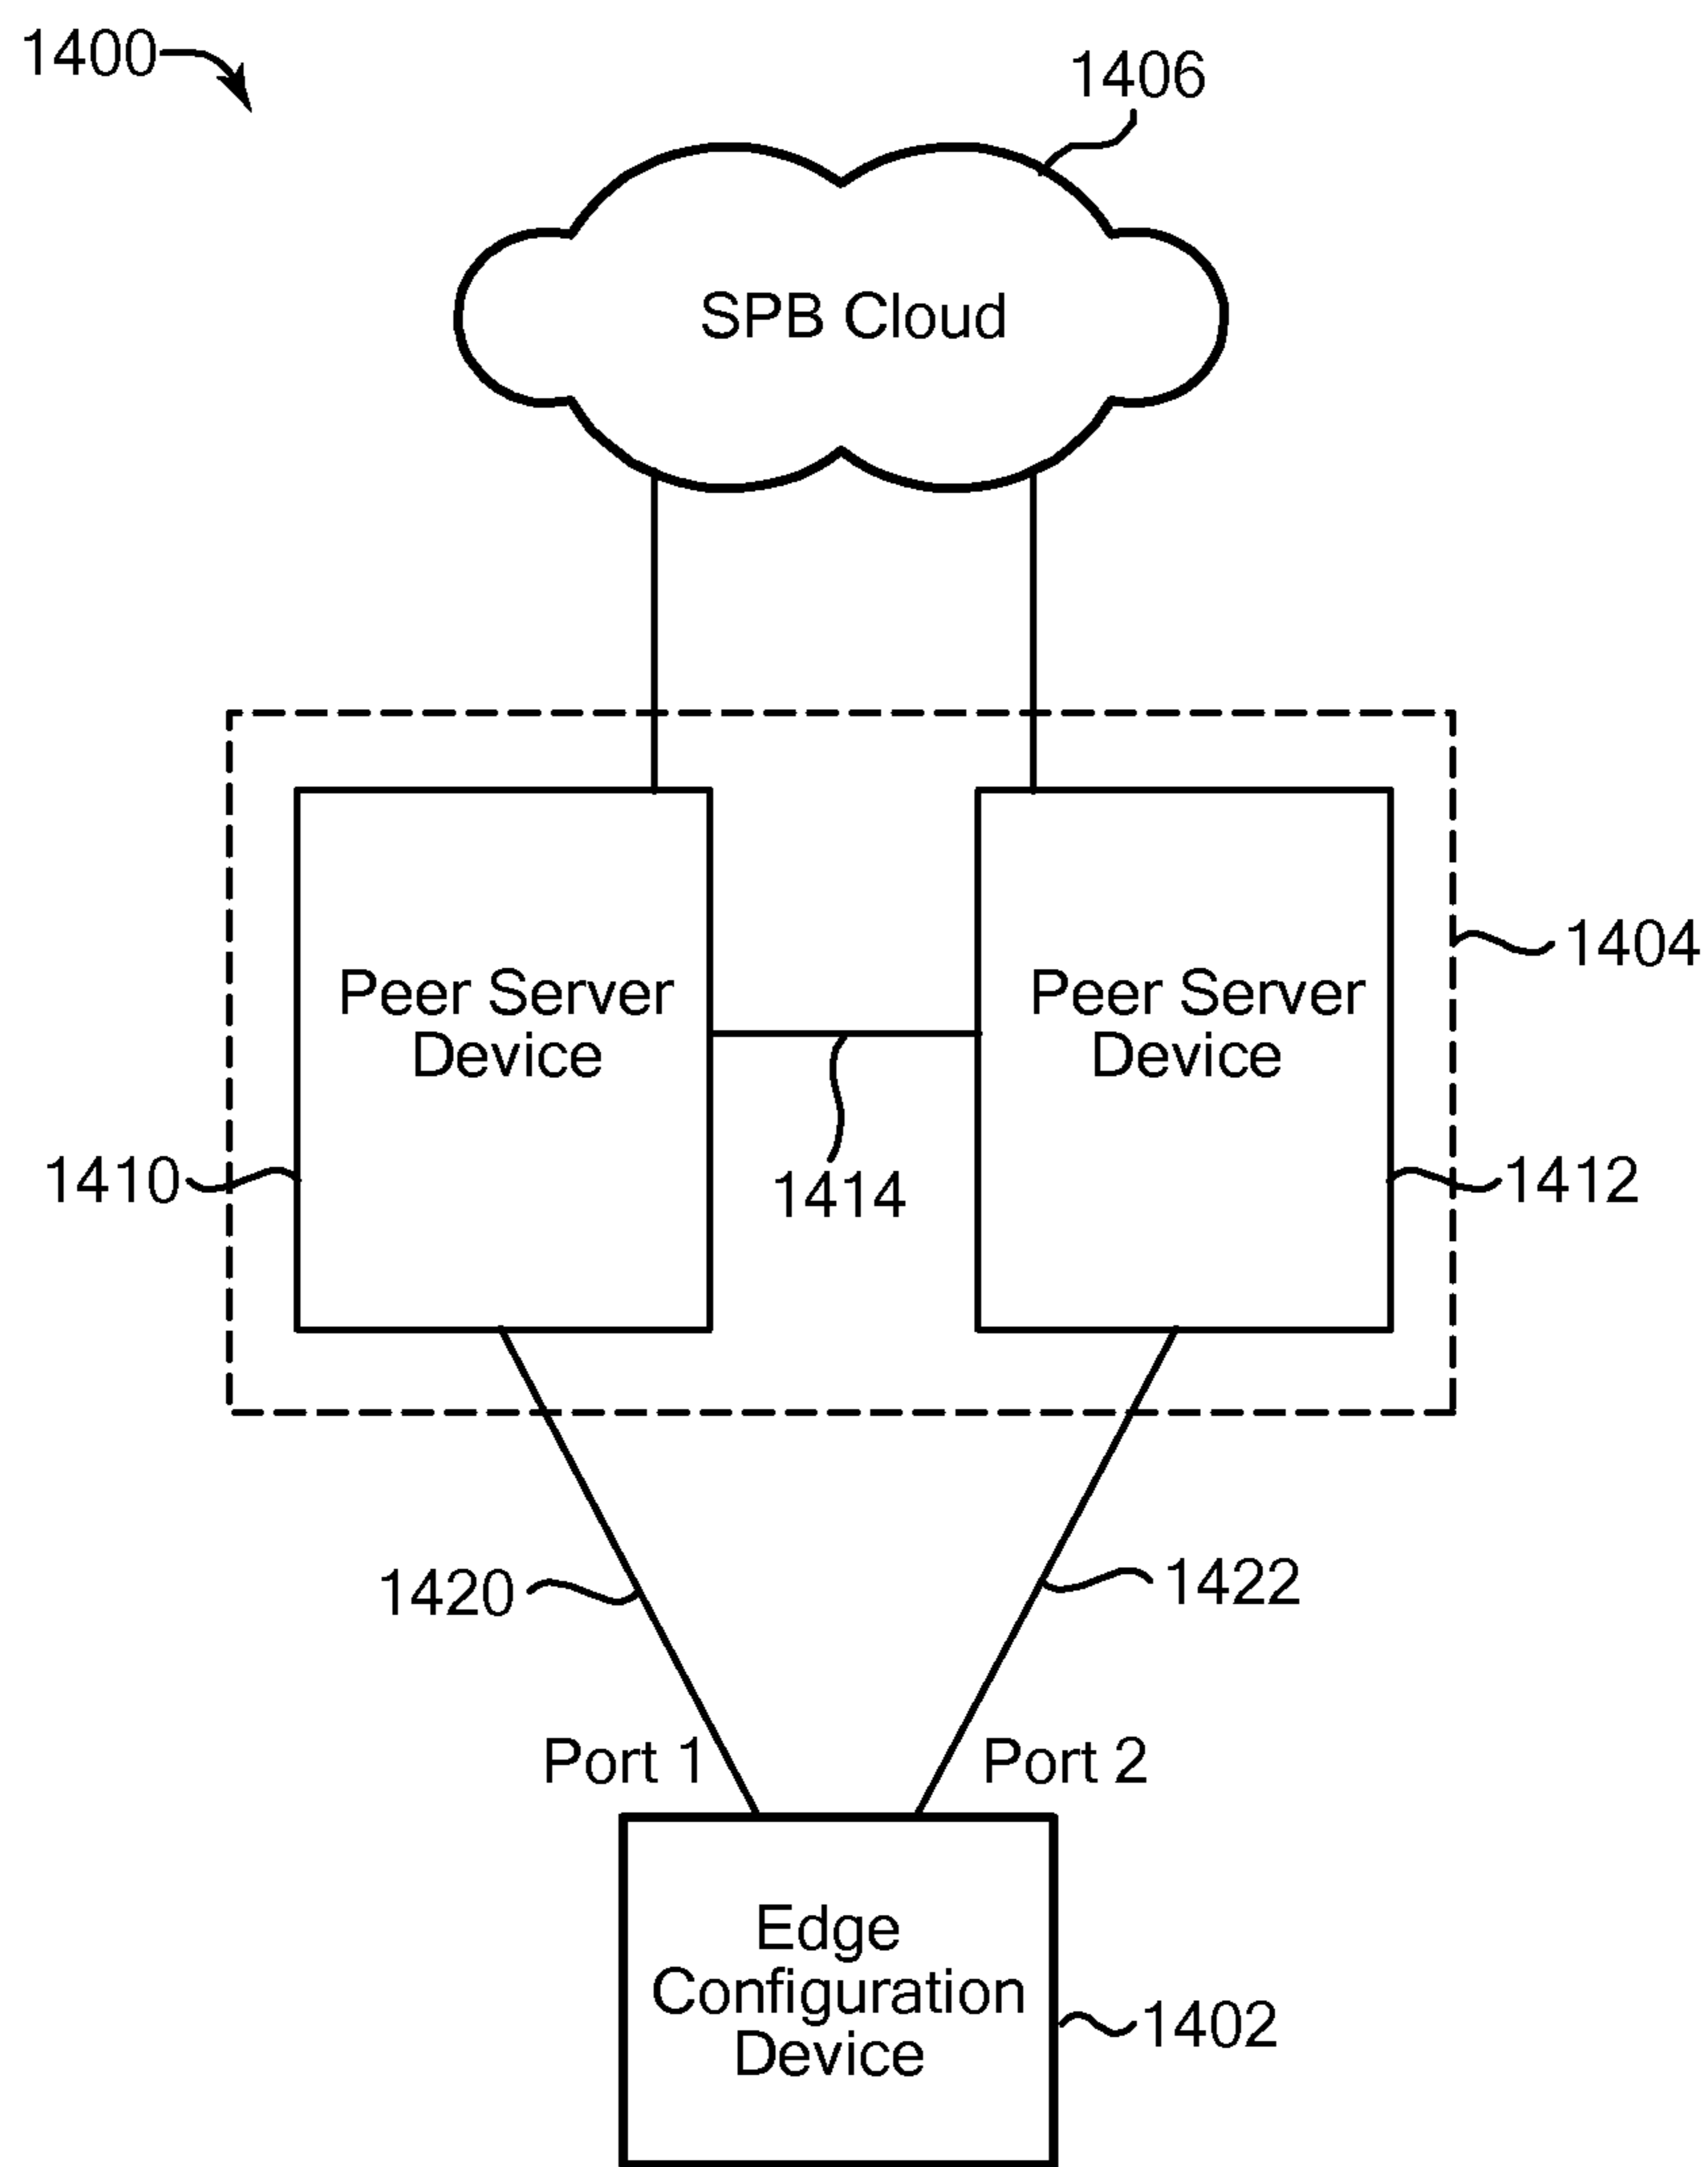 1400
1406
SPB Cloud
1404
Peer Server
Device
Peer Server
Device
1410
1414
1412
1420
1422
Port 1
Port 2
Edge
Configuration
Device
1402